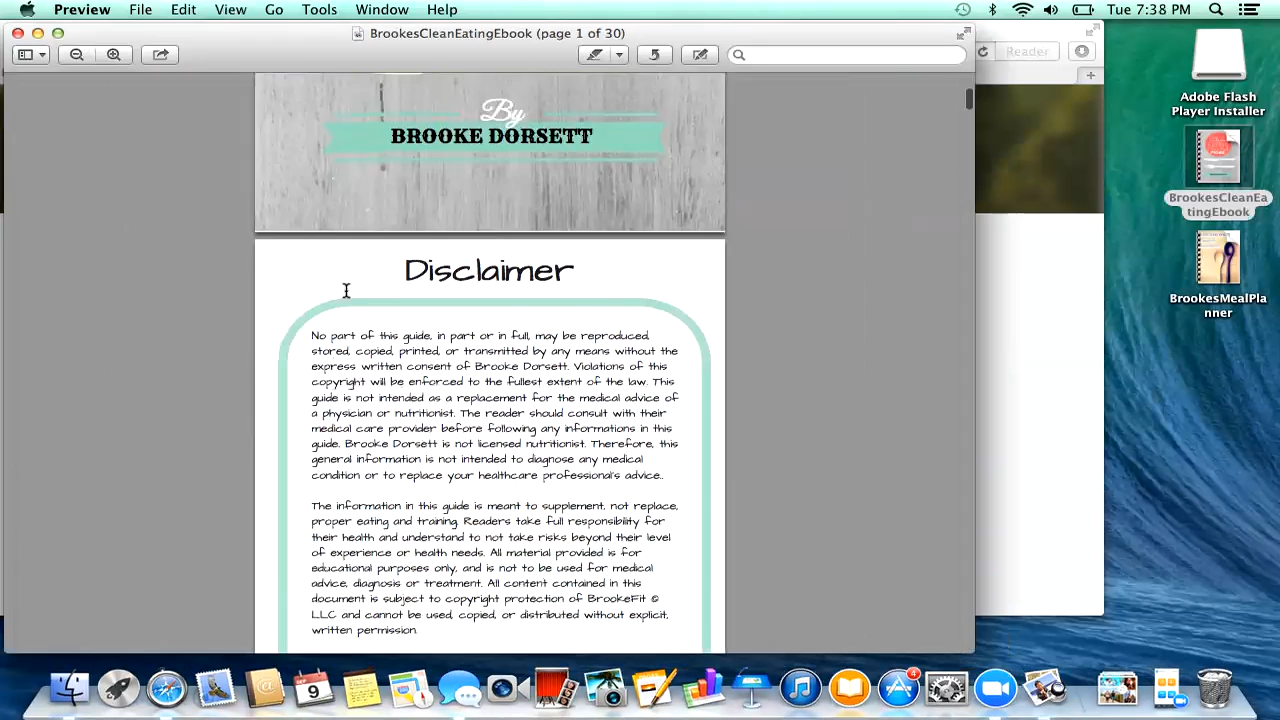 Preview File Edit View Go Tools Window Help Tue 7:38 PM
BrookesCleanEatingEbook (page 1 of 30)
Reader
By
BROOKE DORSETT
Disclaimer
No part of this guide, in part or in full, may be reproduced,
stored, copied, printed, or transmitted by any means without the
express written consent of Brooke Dorsett. Violations of this
copyright will be enforced to the fullest extent of the law. This
guide is not intended as a replacement for the medical advice of
a physician or nutritionist. The reader should consult with their
medical care provider before following any informations in this
guide. Brooke Dorsett is not licensed nutritionist. Therefore, this
general information is not intended to diagnose any medical
condition or to replace your healthcare professional's advice..
The information in this guide is meant to supplement, not replace,
proper eating and training. Readers take full responsibility for
their health and understand to not take risks beyond their level
of experience or health needs. All material provided is for
educational purposes only, and is not to be used for medical
advice, diagnosis or treatment. All content contained in this
document is subject to copyright protection of BrookeFit ©
LLC and cannot be used, copied, or distributed without explicit,
written permission.
Adobe Flash
Player Installer
BrookesCleanEa
tingEbook
BrookesMealPla
nner
9
4